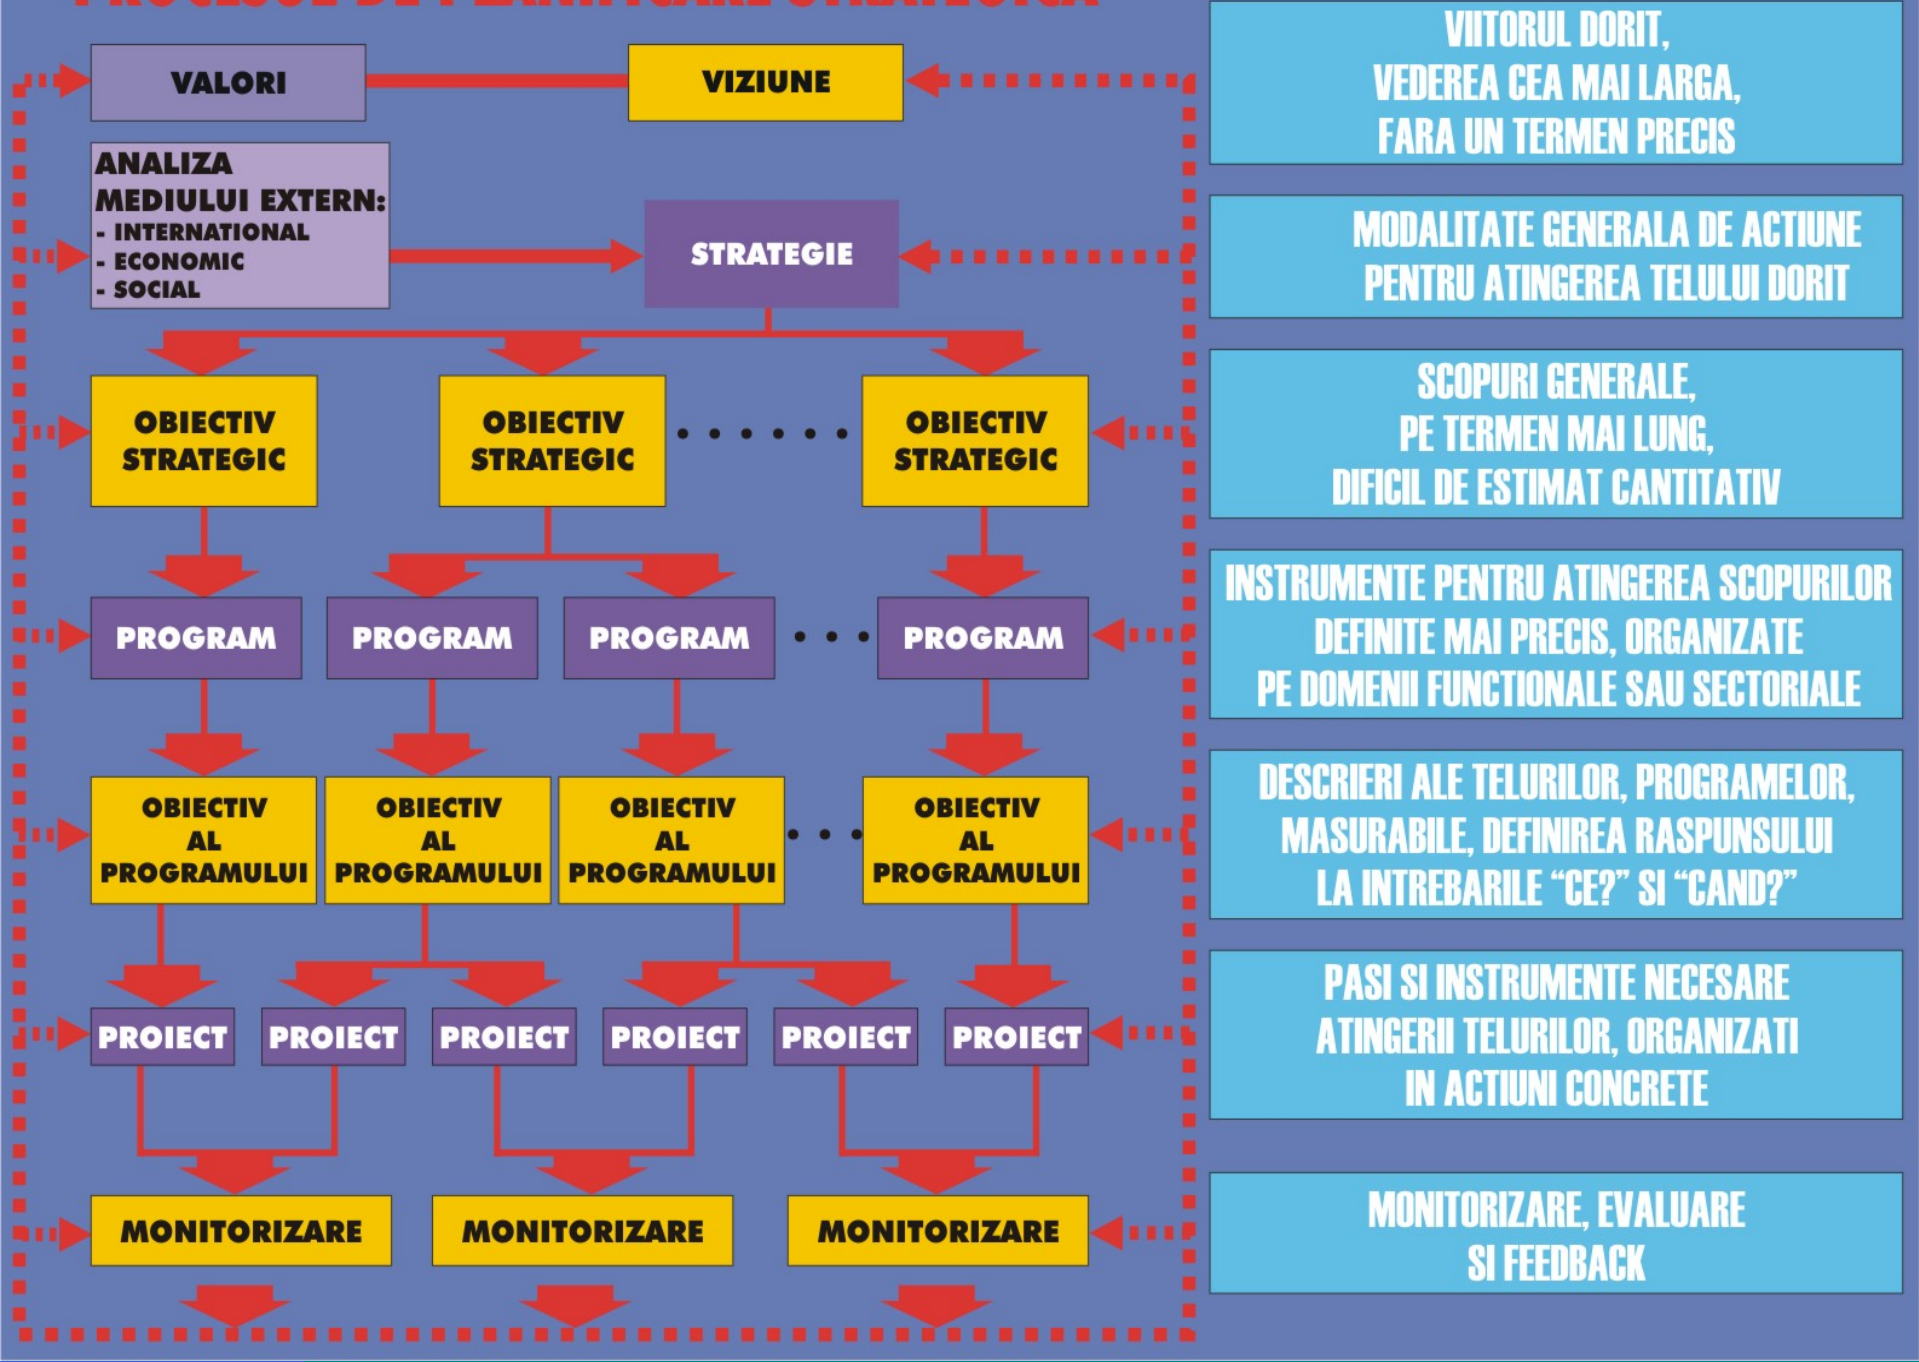 PROCESUL DE PLANIFICARE STRATEGICA
VALORI
VIZIUNE
ANALIZA
MEDIULUI EXTERN:
- INTERNATIONAL
- ECONOMIC
- SOCIAL
STRATEGIE
OBIECTIV
STRATEGIC
OBIECTIV
STRATEGIC
OBIECTIV
STRATEGIC
PROGRAM
PROGRAM
PROGRAM
PROGRAM
OBIECTIV
AL
PROGRAMULUI
OBIECTIV
AL
PROGRAMULUI
OBIECTIV
AL
PROGRAMULUI
OBIECTIV
AL
PROGRAMULUI
PROIECT
PROIECT
PROIECT
PROIECT
PROIECT
PROIECT
MONITORIZARE
MONITORIZARE
MONITORIZARE
VIITORUL DORIT,
VEDEREA CEA MAI LARGA,
FARA UN TERMEN PRECIS
MODALITATE GENERALA DE ACTIUNE
PENTRU ATINGEREA TELULUI DORIT
SCOPURI GENERALE,
PE TERMEN MAI LUNG,
DIFICIL DE ESTIMAT CANTITATIV
INSTRUMENTE PENTRU ATINGEREA SCOPURILOR
DEFINITE MAI PRECIS, ORGANIZATE
PE DOMENII FUNCTIONALE SAU SECTORIALE
DESCRIERI ALE TELURILOR, PROGRAMELOR,
MASURABILE, DEFINIREA RASPUNSULUI
LA INTREBARILE “CE?” SI “CAND?”
PASI SI INSTRUMENTE NECESARE
ATINGERII TELURILOR, ORGANIZATI
IN ACTIUNI CONCRETE
MONITORIZARE, EVALUARE
SI FEEDBACK